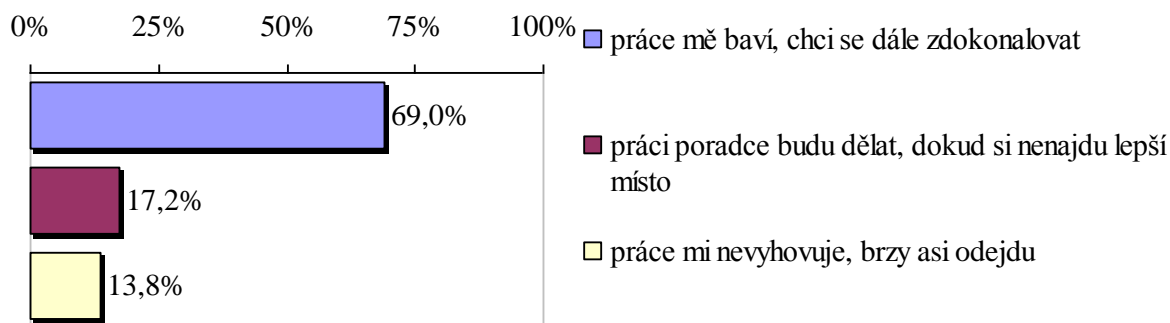 0% 25% 50% 75% 100%
69,0%
17,2%
13,8%
práce mě baví, chci se dále zdokonalovat
práci poradce budu dělat, dokud si nenajdu lepší
místo
práce mi nevyhovuje, brzy asi odejdu